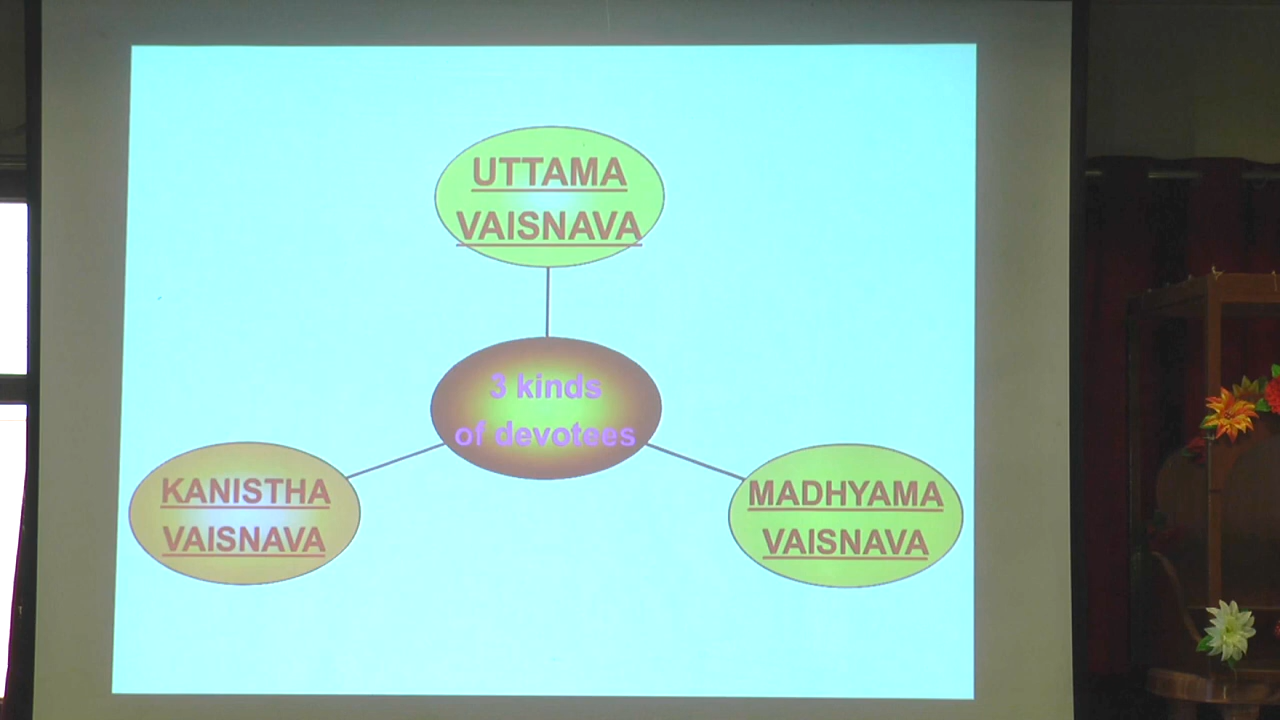 UTTAMA
VAISNAVA
3 kinds
of devotees
KANISTHA
VAISNAVA
MADHYAMA
VAISNAVA